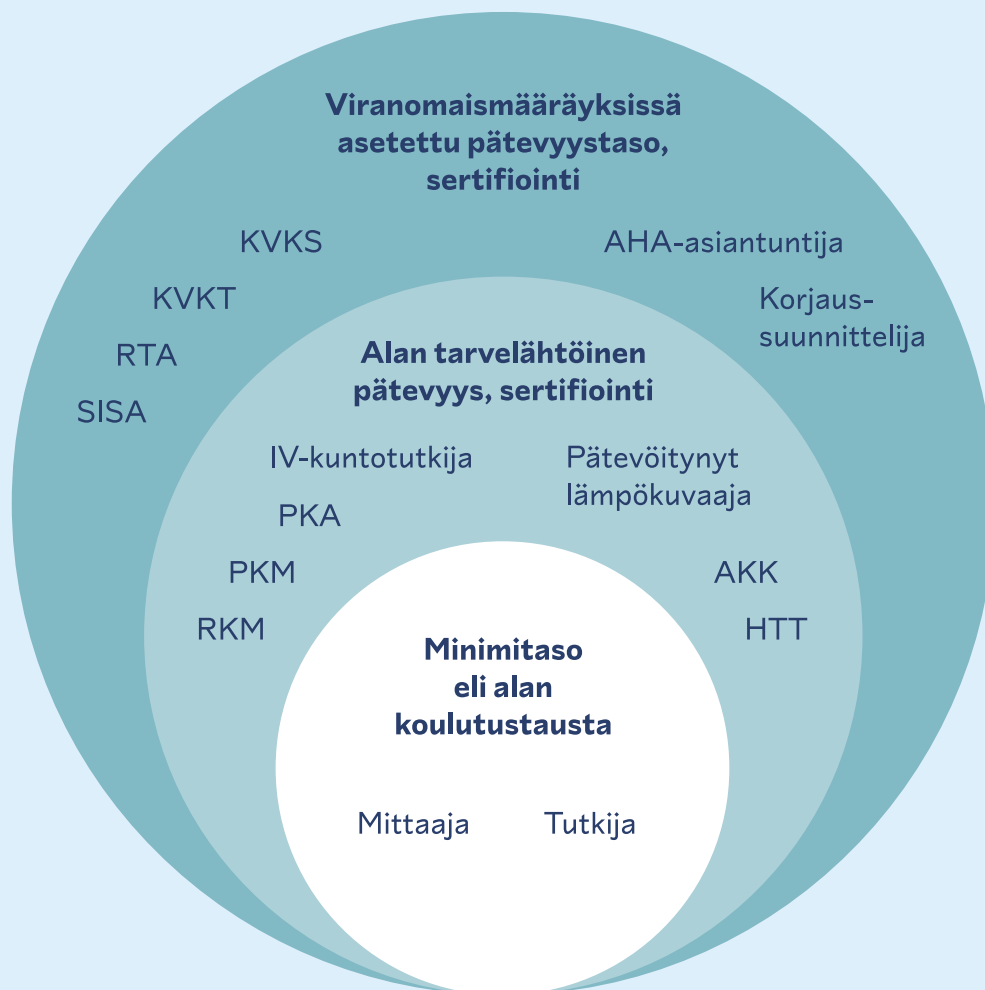 Viranomaismääräyksissä
asetettu pätevyystaso,
sertifiointi
KVKS
AHA-asiantuntija
KVKT
Korjaus-
suunnittelija
RTA
SISA
Alan tarvelähtöinen
pätevyys, sertifiointi
IV-kuntotutkija
Pätevöitynyt
lämpökuvaaja
PKA
PKM
AKK
RKM
HTT
Minimitaso
eli alan
koulutustausta
Mittaaja
Tutkija